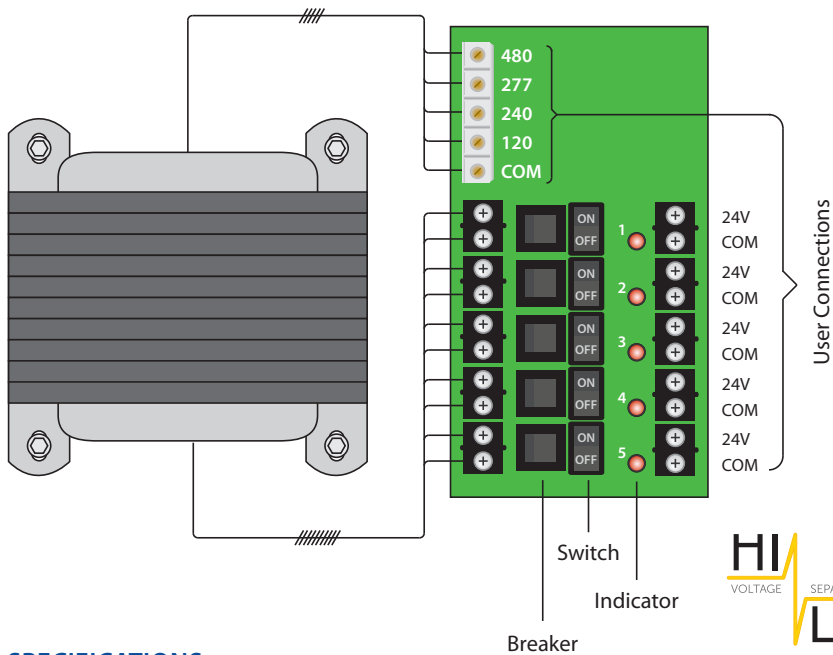 480
277
240
120
COM
ON
OFF
1
24V
COM
ON
OFF
2
24V
COM
ON
OFF
3
24V
COM
ON
OFF
4
24V
COM
ON
OFF
5
24V
COM
User Connections
Switch
Indicator
Breaker
HI
VOLTAGE